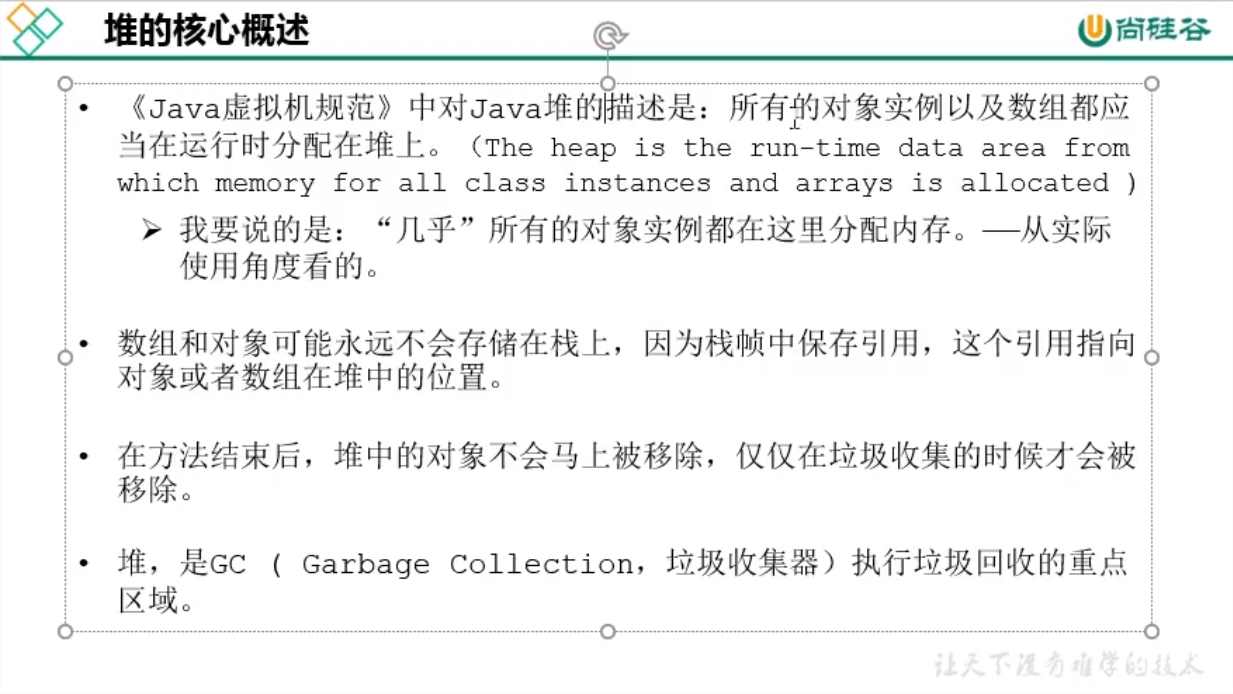 堆的核心概述
尚硅谷
• 《Java虚拟机规范》中对Java堆的描述是：所有的对象实例以及数组都应
当在运行时分配在堆上。（The heap is the run-time data area from
which memory for all class instances and arrays is allocated )
➢ 我要说的是：“几乎”所有的对象实例都在这里分配内存。—从实际
使用角度看的。
• 数组和对象可能永远不会存储在栈上，因为栈帧中保存引用，这个引用指向
对象或者数组在堆中的位置。
• 在方法结束后，堆中的对象不会马上被移除，仅仅在垃圾收集的时候才会被
移除。
• 堆，是GC ( Garbage Collection，垃圾收集器）执行垃圾回收的重点
区域。
让天下没有难学的技术